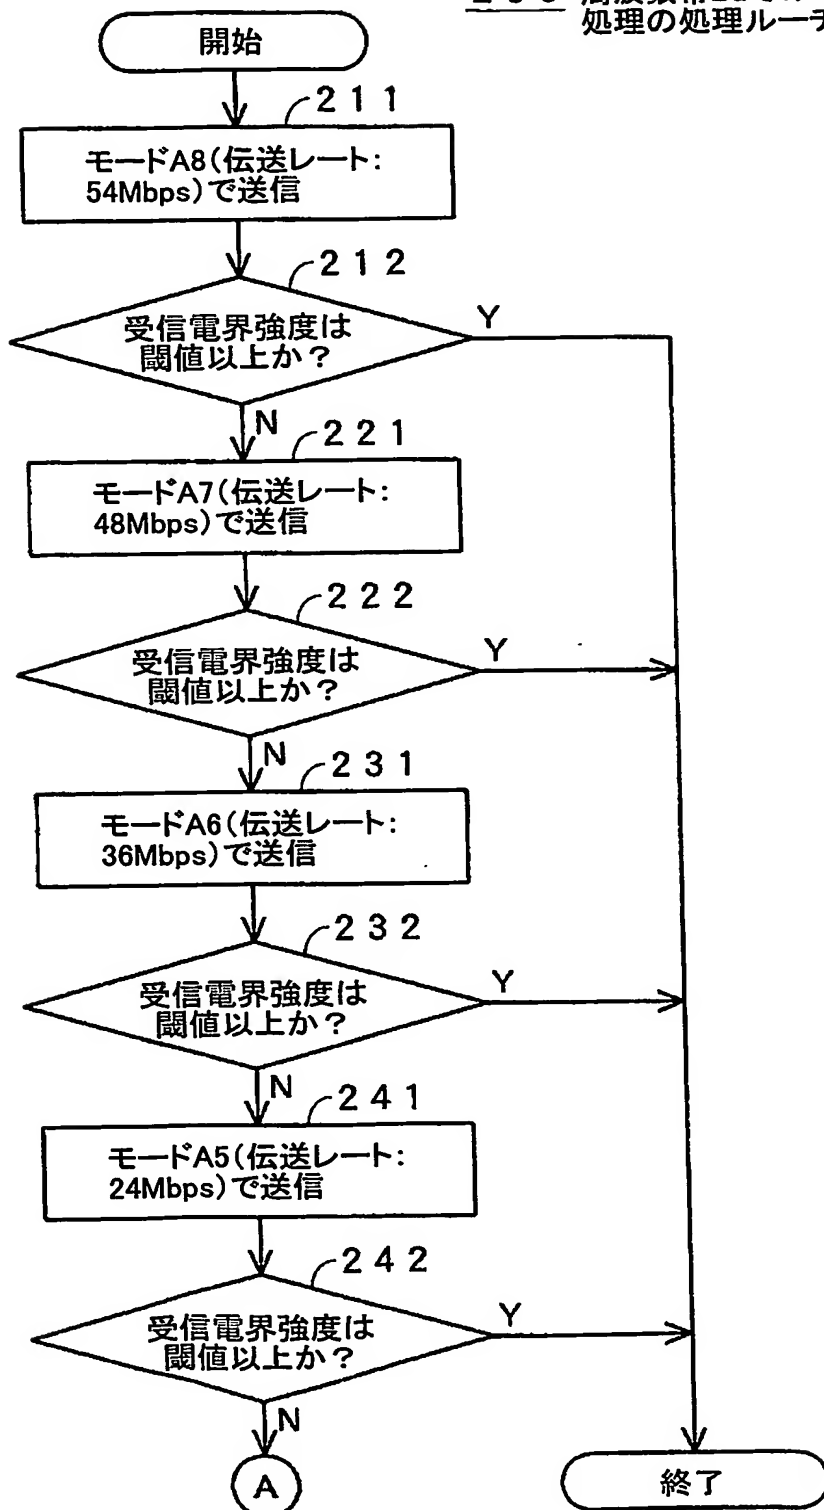 開始
処理の処理ルーチ
211
モードA8(伝送レート:
54Mbps)で送信
212
受信電界強度は
閾値以上か?
Y
N
221
モードA7(伝送レート:
48Mbps)で送信
222
受信電界強度は
閾値以上か?
Y
N
231
モードA6(伝送レート:
36Mbps)で送信
232
受信電界強度は
閾値以上か?
Y
N
241
モードA5(伝送レート:
24Mbps)で送信
242
受信電界強度は
閾値以上か?
Y
N
A
終了